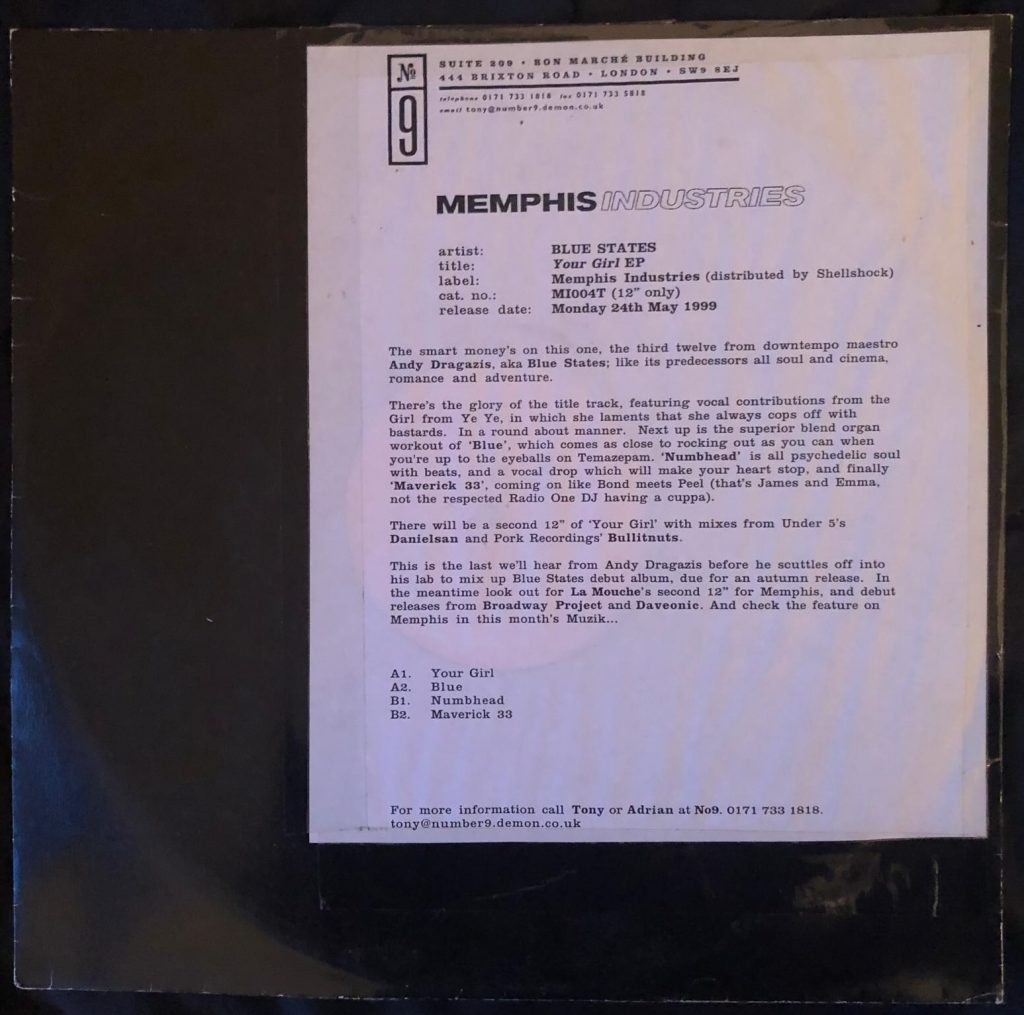 №
9
SUITE 209 • BON MARCHÉ BUILDING
444 BRIXTON ROAD • LONDON • SW9 8EJ
telephone 0171 733 1818 fax 0171 733 5818
email tony@number9.demon.co.uk
MEMPHIS INDUSTRIES
artist: BLUE STATES
title: Your Girl EP
label: Memphis Industries (distributed by Shellshock)
cat. no.: MI004T (12" only)
release date: Monday 24th May 1999
The smart money's on this one, the third twelve from downtempo maestro
Andy Dragazis, aka Blue States; like its predecessors all soul and cinema,
romance and adventure.
There's the glory of the title track, featuring vocal contributions from the
Girl from Ye Ye, in which she laments that she always cops off with
bastards. In a round about manner. Next up is the superior blend organ
workout of 'Blue', which comes as close to rocking out as you can when
you're up to the eyeballs on Temazepam. 'Numbhead' is all psychedelic soul
with beats, and a vocal drop which will make your heart stop, and finally
'Maverick 33', coming on like Bond meets Peel (that's James and Emma,
not the respected Radio One DJ having a cuppa).
There will be a second 12" of 'Your Girl' with mixes from Under 5's
Danielsan and Pork Recordings' Bullitnuts.
This is the last we'll hear from Andy Dragazis before he scuttles off into
his lab to mix up Blue States debut album, due for an autumn release. In
the meantime look out for La Mouche's second 12" for Memphis, and debut
releases from Broadway Project and Daveonic. And check the feature on
Memphis in this month's Muzik...
A1. Your Girl
A2. Blue
B1. Numbhead
B2. Maverick 33
For more information call Tony or Adrian at No9. 0171 733 1818.
tony@number9.demon.co.uk